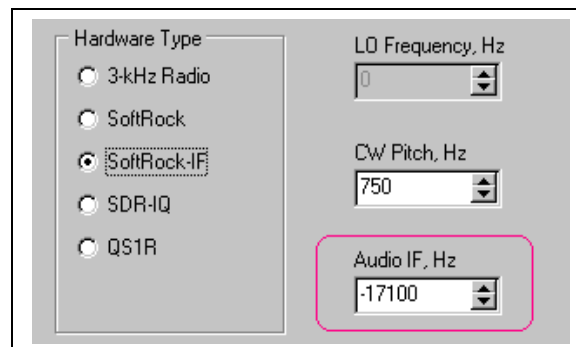 Hardware Type
3-kHz Radio
SoftRock
SoftRock-IF
SDR-IQ
QS1R
LO Frequency, Hz
0
CW Pitch, Hz
750
Audio IF, Hz
-17100